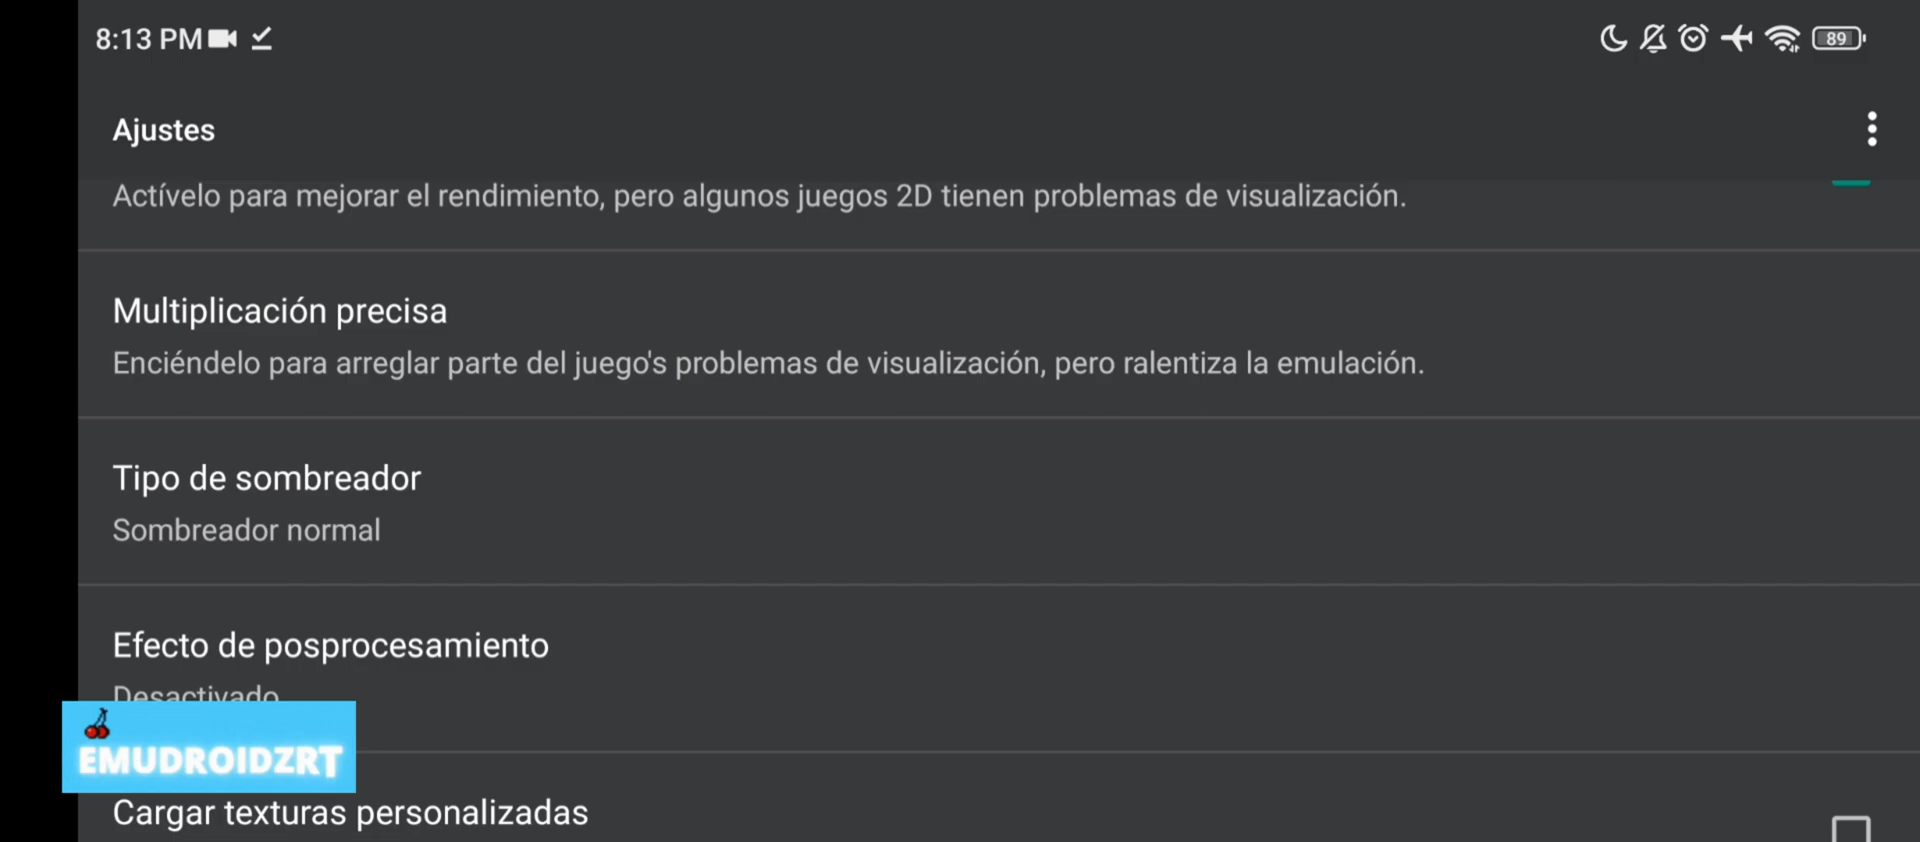 8:13 PM
89
Ajustes
Actívelo para mejorar el rendimiento, pero algunos juegos 2D tienen problemas de visualización.
Multiplicación precisa
Enciéndelo para arreglar parte del juego's problemas de visualización, pero ralentiza la emulación.
Tipo de sombreador
Sombreador normal
Efecto de posprocesamiento
Desactivado
EMUDROIDZRT
Cargar texturas personalizadas